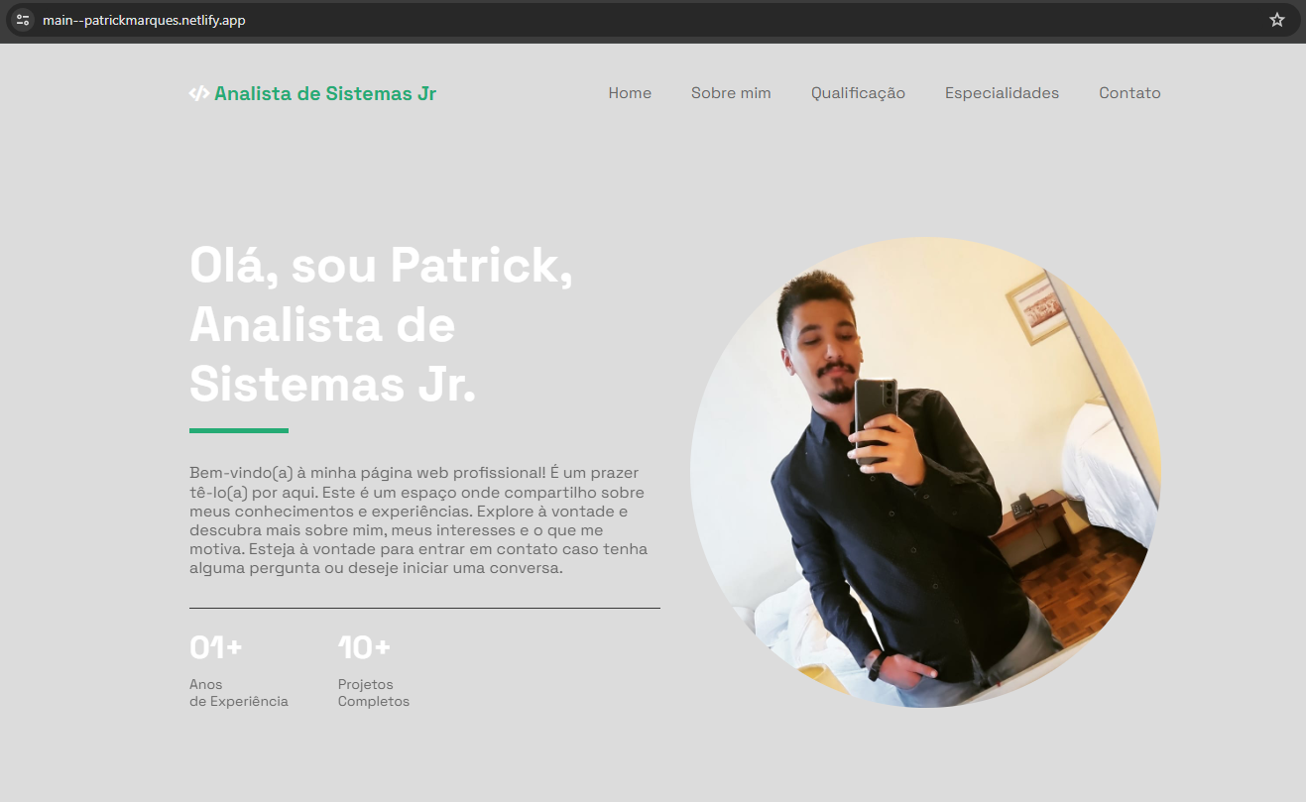 main--patrickmarques.netlify.app
</> Analista de Sistemas Jr
Home Sobre mim Qualificação Especialidades Contato
Olá, sou Patrick,
Analista de
Sistemas Jr.
Bem-vindo(a) à minha página web profissional! É um prazer
tê-lo(a) por aqui. Este é um espaço onde compartilho sobre
meus conhecimentos e experiências. Explore à vontade e
descubra mais sobre mim, meus interesses e o que me
motiva. Esteja à vontade para entrar em contato caso tenha
alguma pergunta ou deseje iniciar uma conversa.
01+ 10+
Anos Projetos
de Experiência Completos